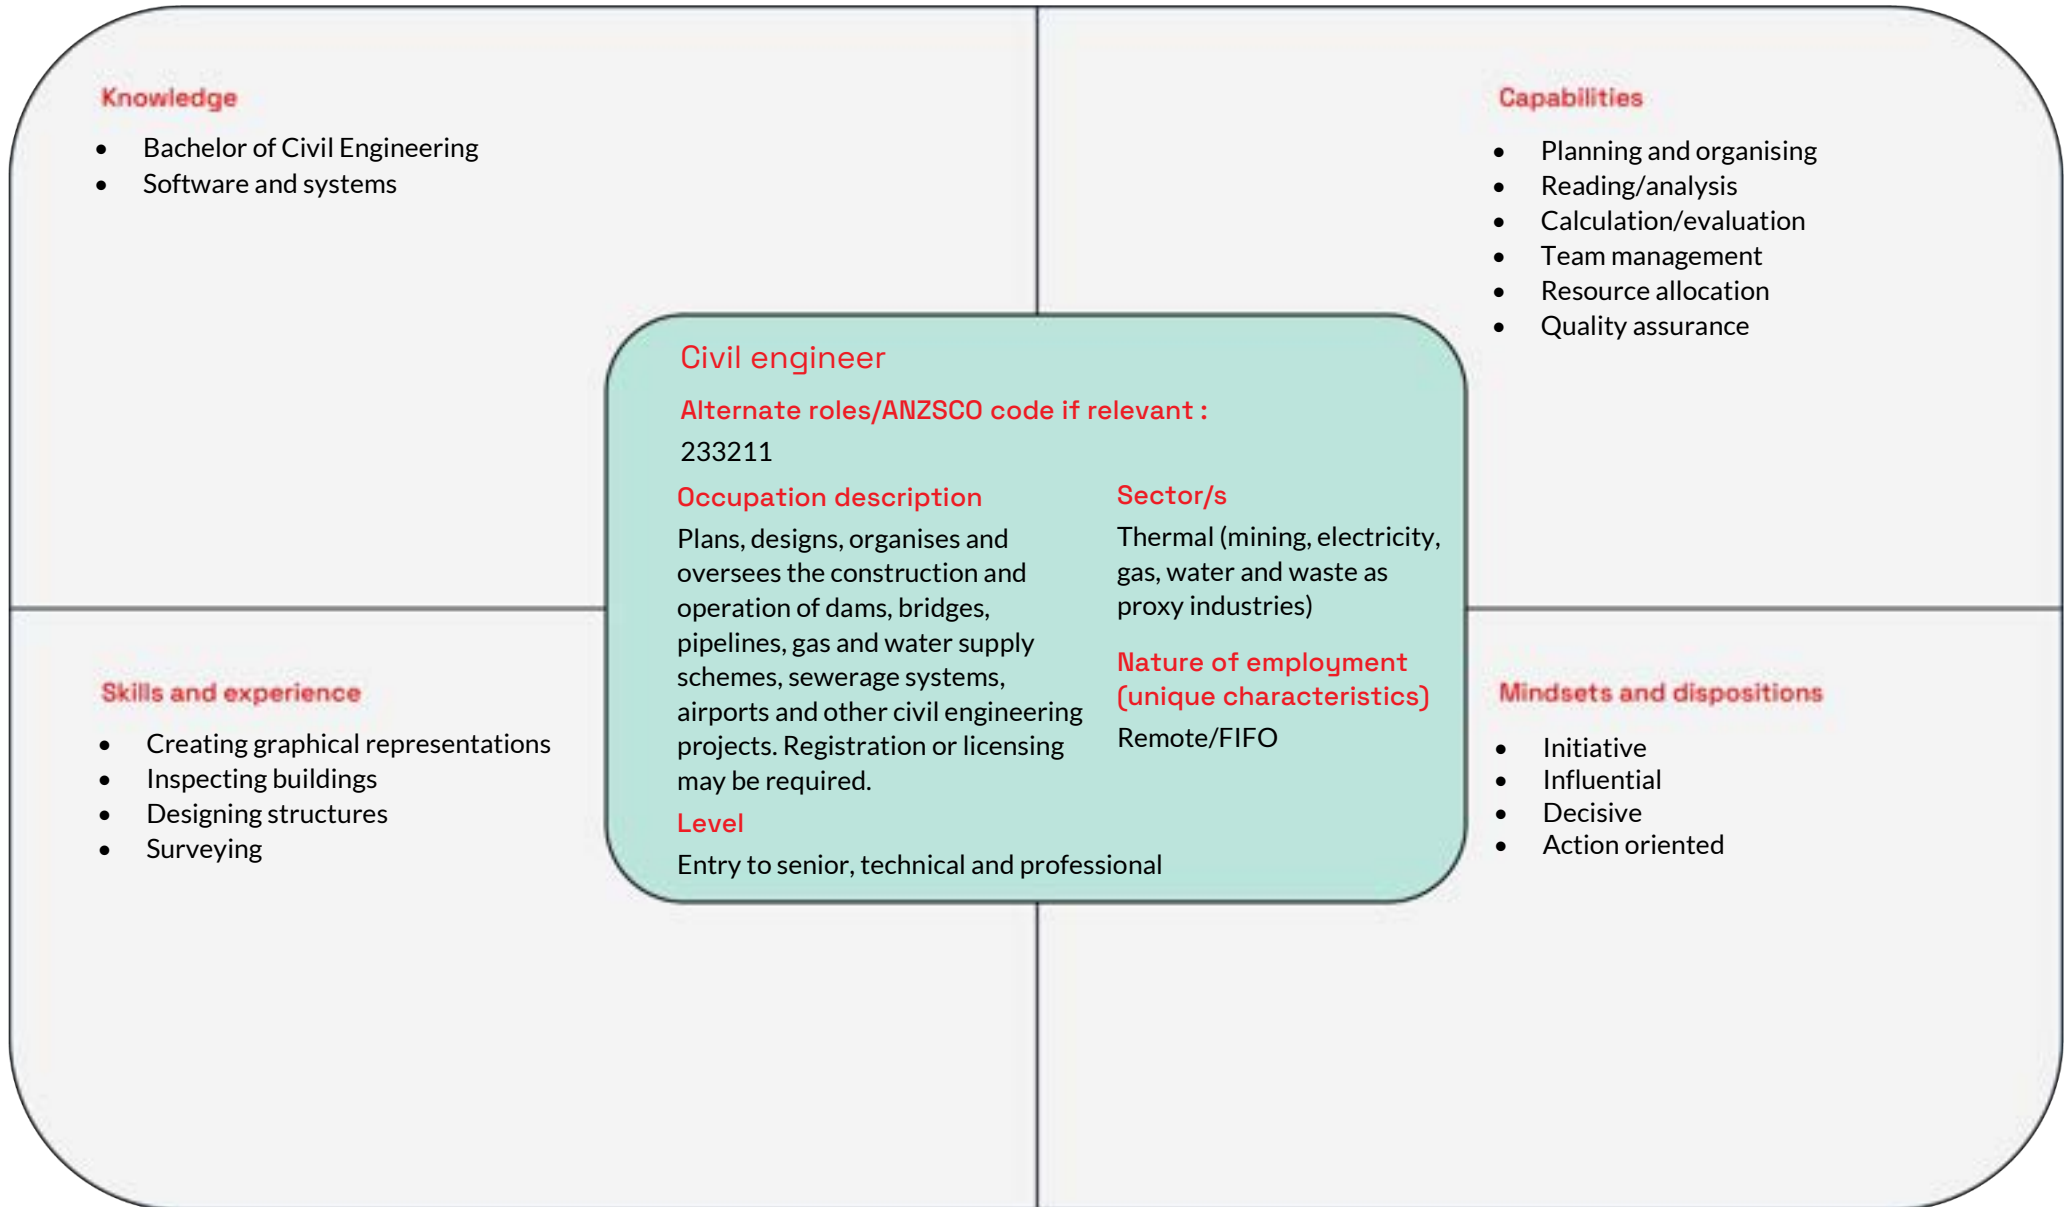 Knowledge
• Bachelor of Civil Engineering
• Software and systems
Capabilities
• Planning and organising
• Reading/analysis
• Calculation/evaluation
• Team management
• Resource allocation
• Quality assurance
Civil engineer
Alternate roles/ANZSCO code if relevant :
233211
Occupation description
Plans, designs, organises and
oversees the construction and
operation of dams, bridges,
pipelines, gas and water supply
schemes, sewerage systems,
airports and other civil engineering
projects. Registration or licensing
may be required.
Level
Entry to senior, technical and professional
Sector/s
Thermal (mining, electricity,
gas, water and waste as
proxy industries)
Nature of employment
(unique characteristics)
Remote/FIFO
Skills and experience
• Creating graphical representations
• Inspecting buildings
• Designing structures
• Surveying
Mindsets and dispositions
• Initiative
• Influential
• Decisive
• Action oriented